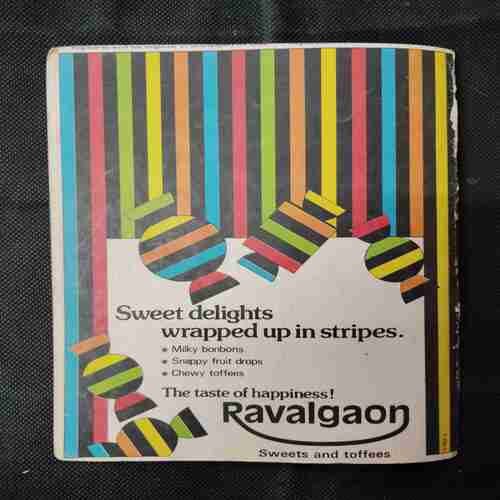 Sweet delights
wrapped up in stripes.
Milky bonbons
Snappy fruit drops
Chewy toffees
The taste of happiness!
Ravalgaon
Sweets and toffees